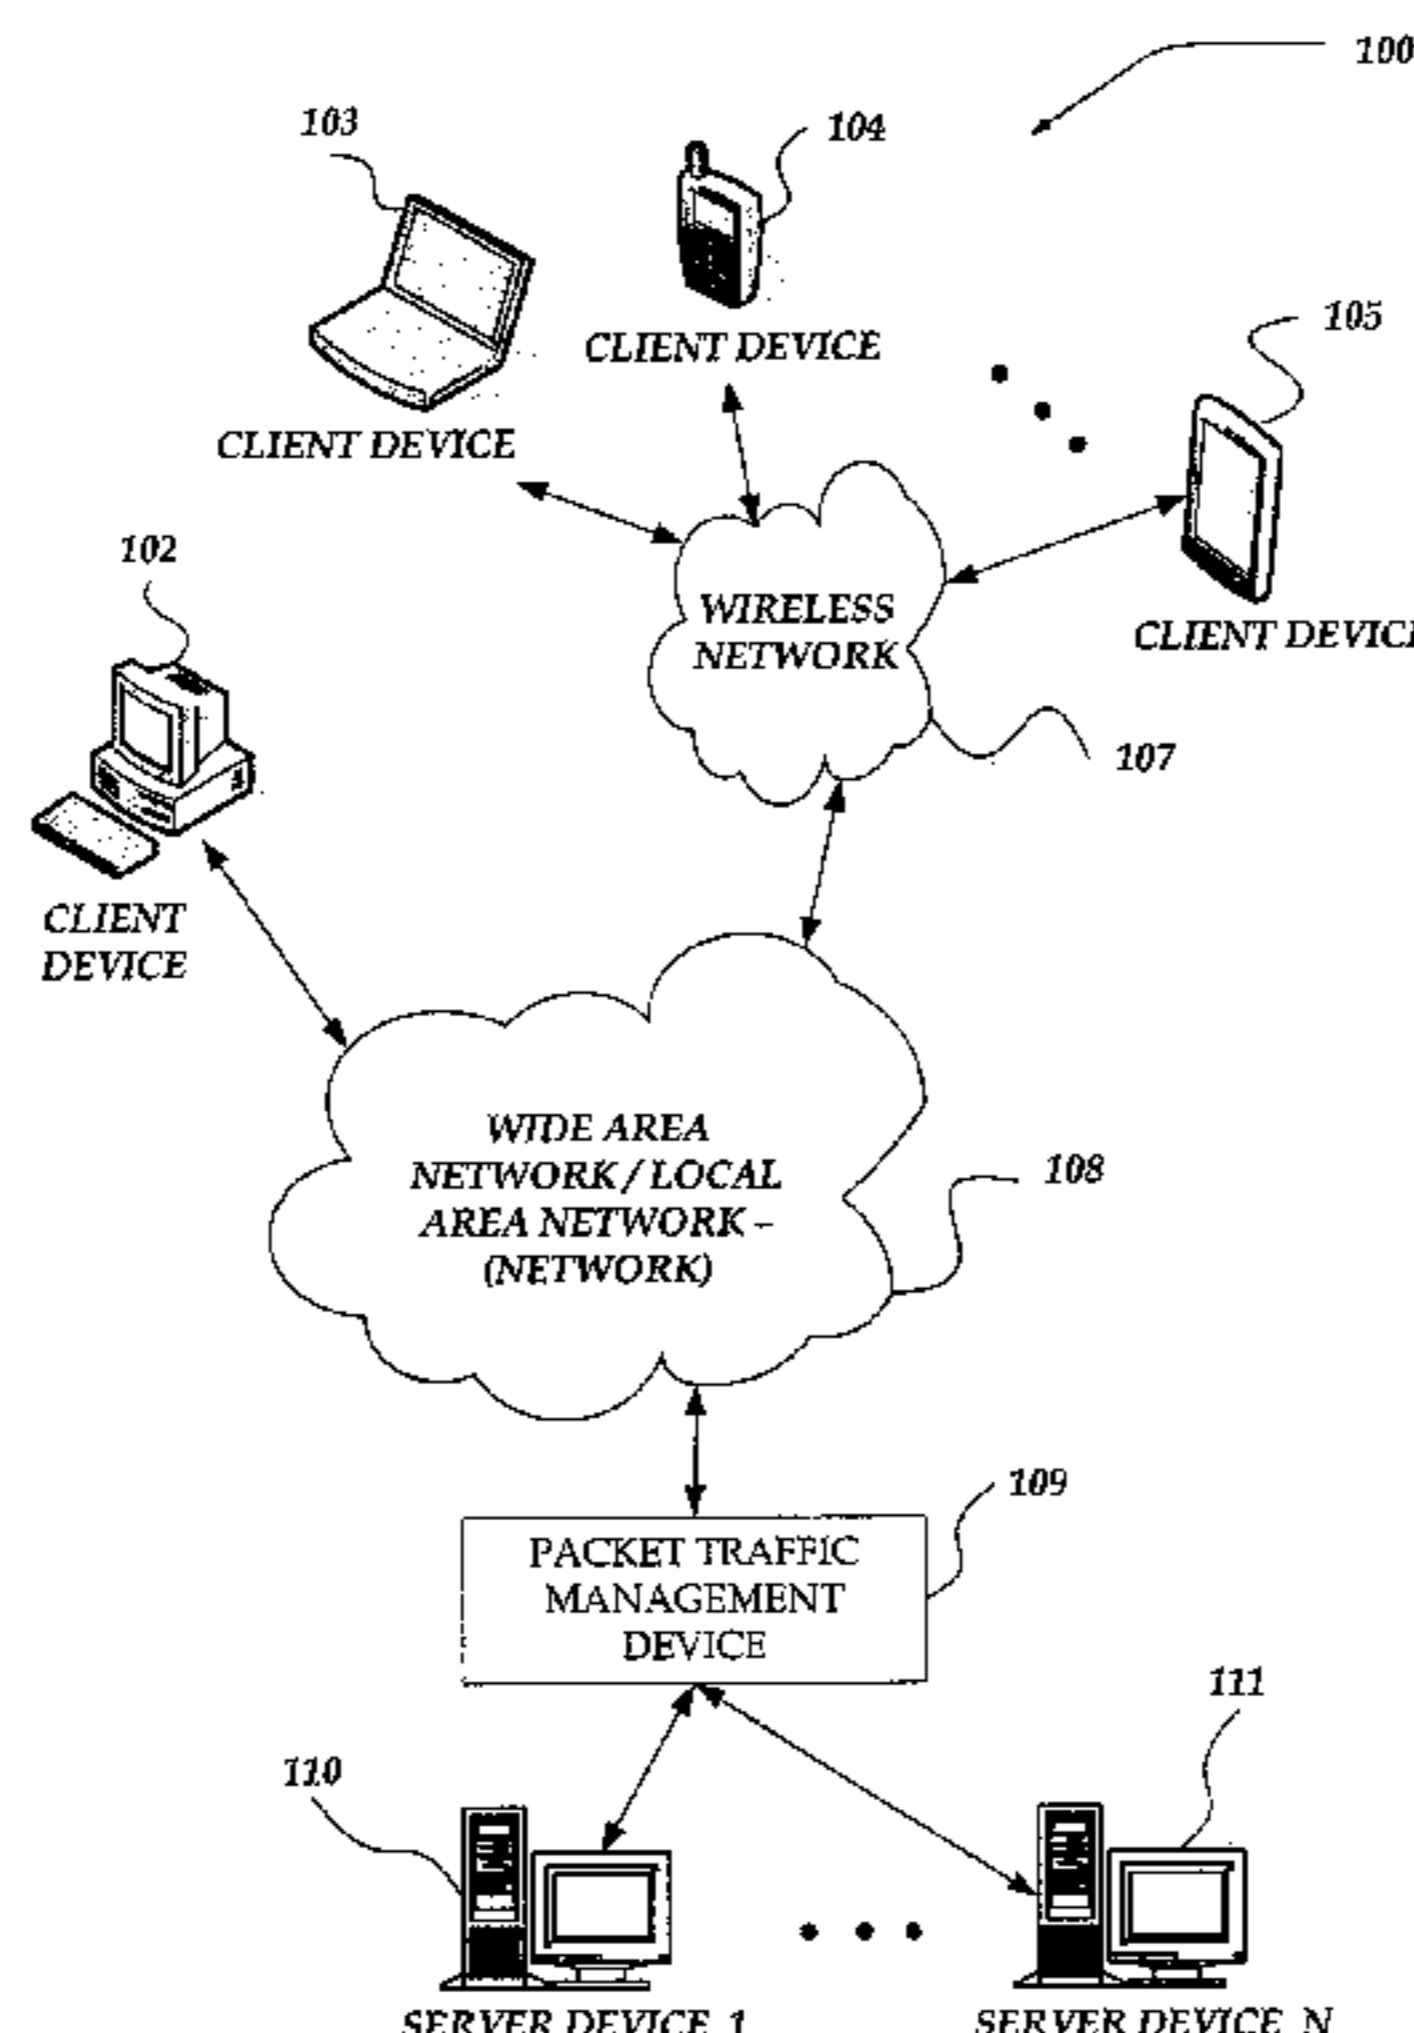 100
103
104
CLIENT DEVICE
105
CLIENT DEVICE
102
WIRELESS
NETWORK
CLIENT DEVICE
107
CLIENT
DEVICE
WIDE AREA
NETWORK / LOCAL
AREA NETWORK –
(NETWORK)
108
109
PACKET TRAFFIC
MANAGEMENT
DEVICE
111
110
SERVER DEVICE 1
SERVER DEVICE N